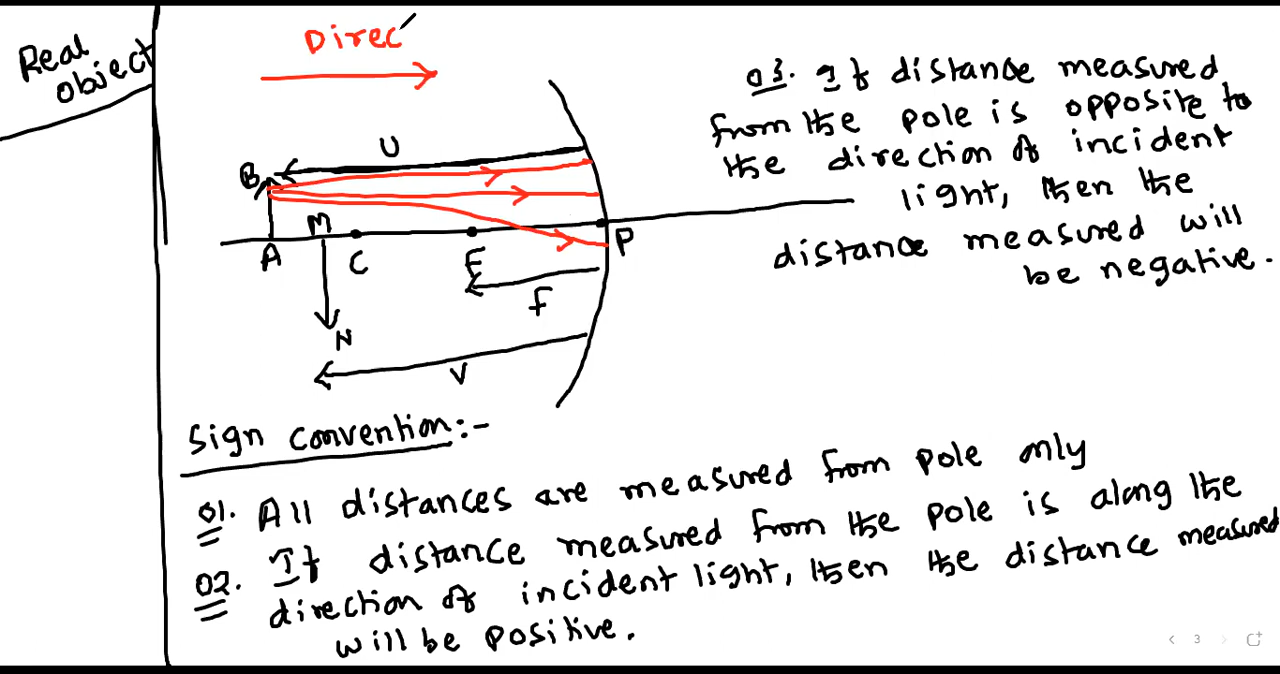 Real
object
Direc
03. If distance measured
from the pole is opposite to
the direction of incident
light, then the
distance measured will
be negative.
U
B
M
A
C
F
P
f
N
V
Sign convention:-
01. All distances are measured from pole only
02. If distance measured from the pole is along the
direction of incident light, then the distance measured
will be positive.
3